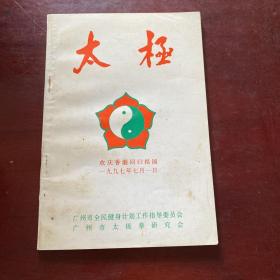 太极
欢庆香港回归祖国
一九九七年七月一日
广州市全民健身计划工作指导委员会
广州市太极拳研究会